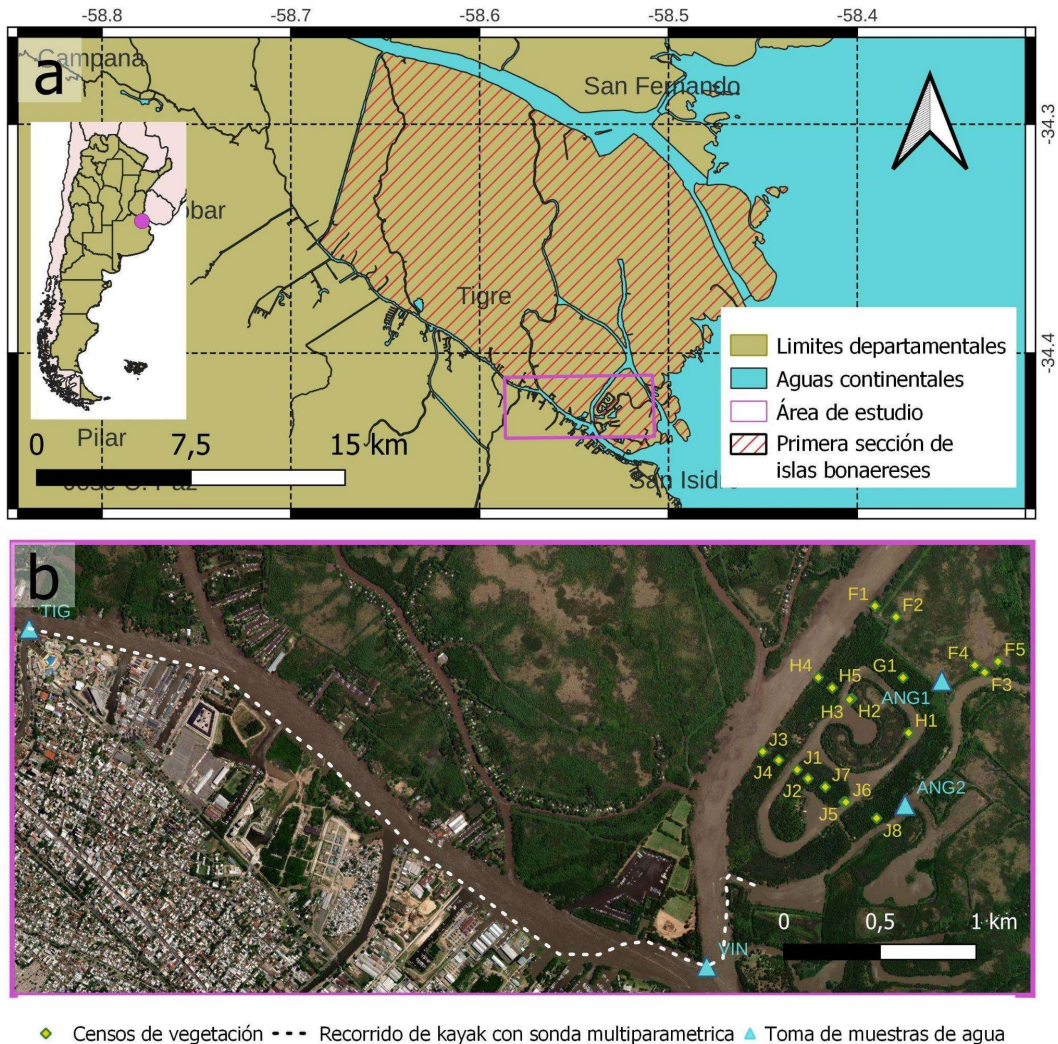 -58.8 -58.7 -58.6 -58.5 -58.4
a
Campana
San Fernando
-34.3
obar
Tigre
-34.4
Limites departamentales
Aguas continentales
Área de estudio
Primera sección de
islas bonaereses
Pilar
0 7,5 15 km
José C. Paz
San Isidro
b
TIG
F1
F2
F4
F5
F3
H4
G1
H5
ANG1
H3
H2
H1
J3
J4
J1
J7
J2
J6
J5
ANG2
J8
VIN
0 0,5 1 km
Censos de vegetación Recorrido de kayak con sonda multiparametrica Toma de muestras de agua